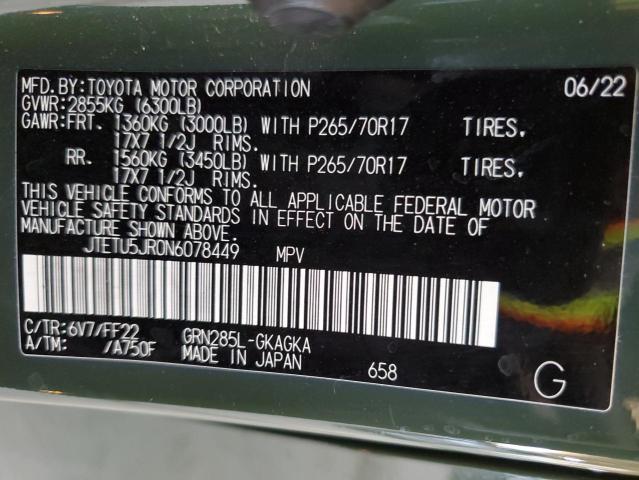 MFD.BY:TOYOTA MOTOR CORPORATION 06/22
GVWR:2855KG (6300LB)
GAWR:FRT. 1360KG (3000LB) WITH P265/70R17 TIRES,
17X7 1/2J RIMS.
RR. 1560KG (3450LB) WITH P265/70R17 TIRES,
17X7 1/2J RIMS.
THIS VEHICLE CONFORMS TO ALL APPLICABLE FEDERAL MOTOR
VEHICLE SAFETY STANDARDS IN EFFECT ON THE DATE OF
MANUFACTURE SHOWN ABOVE.
JTETU5JR0N6078449 MPV
C/TR:6V7/FF22 GRN285L-GKAGKA
A/TM: /A750F MADE IN JAPAN 658
G